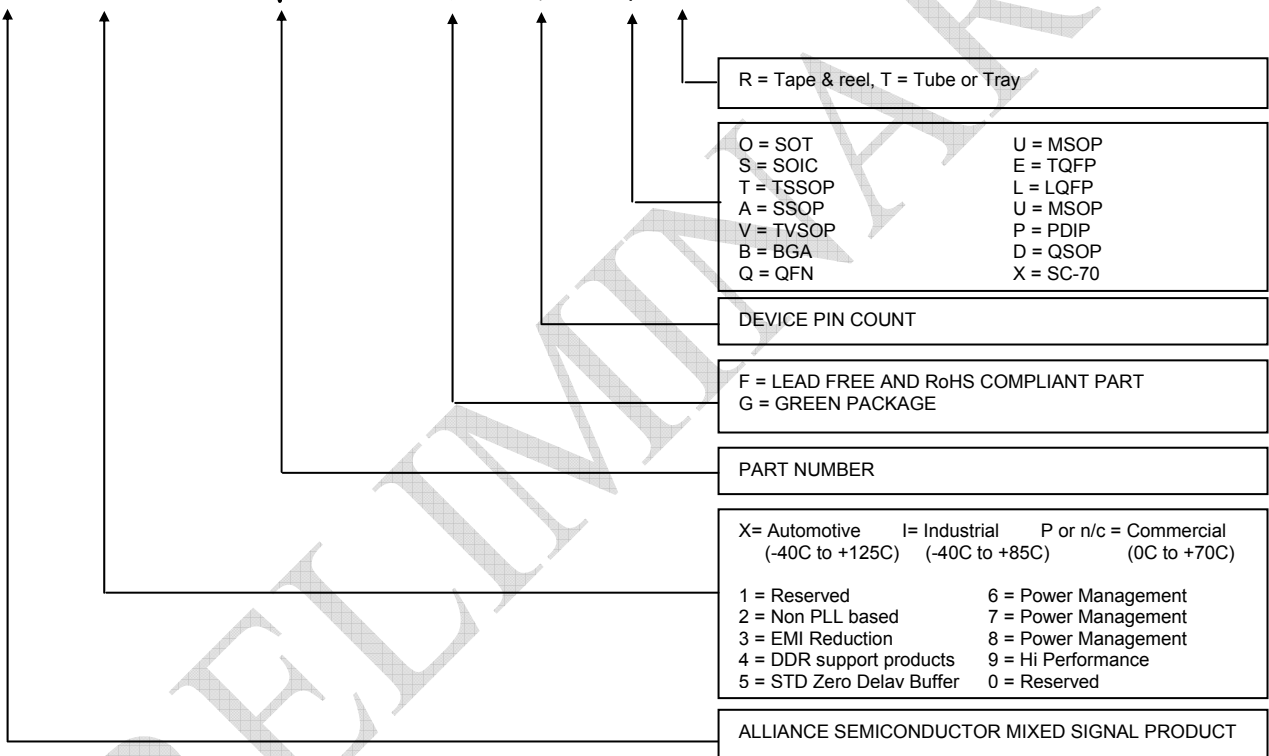 R = Tape & reel, T = Tube or Tray
O = SOT U = MSOP
S = SOIC E = TQFP
T = TSSOP L = LQFP
A = SSOP U = MSOP
V = TVSOP P = PDIP
B = BGA D = QSOP
Q = QFN X = SC-70
DEVICE PIN COUNT
F = LEAD FREE AND RoHS COMPLIANT PART
G = GREEN PACKAGE
PART NUMBER
X= Automotive I= Industrial P or n/c = Commercial
(-40C to +125C) (-40C to +85C) (0C to +70C)
1 = Reserved 6 = Power Management
2 = Non PLL based 7 = Power Management
3 = EMI Reduction 8 = Power Management
4 = DDR support products 9 = Hi Performance
5 = STD Zero Delay Buffer 0 = Reserved
ALLIANCE SEMICONDUCTOR MIXED SIGNAL PRODUCT